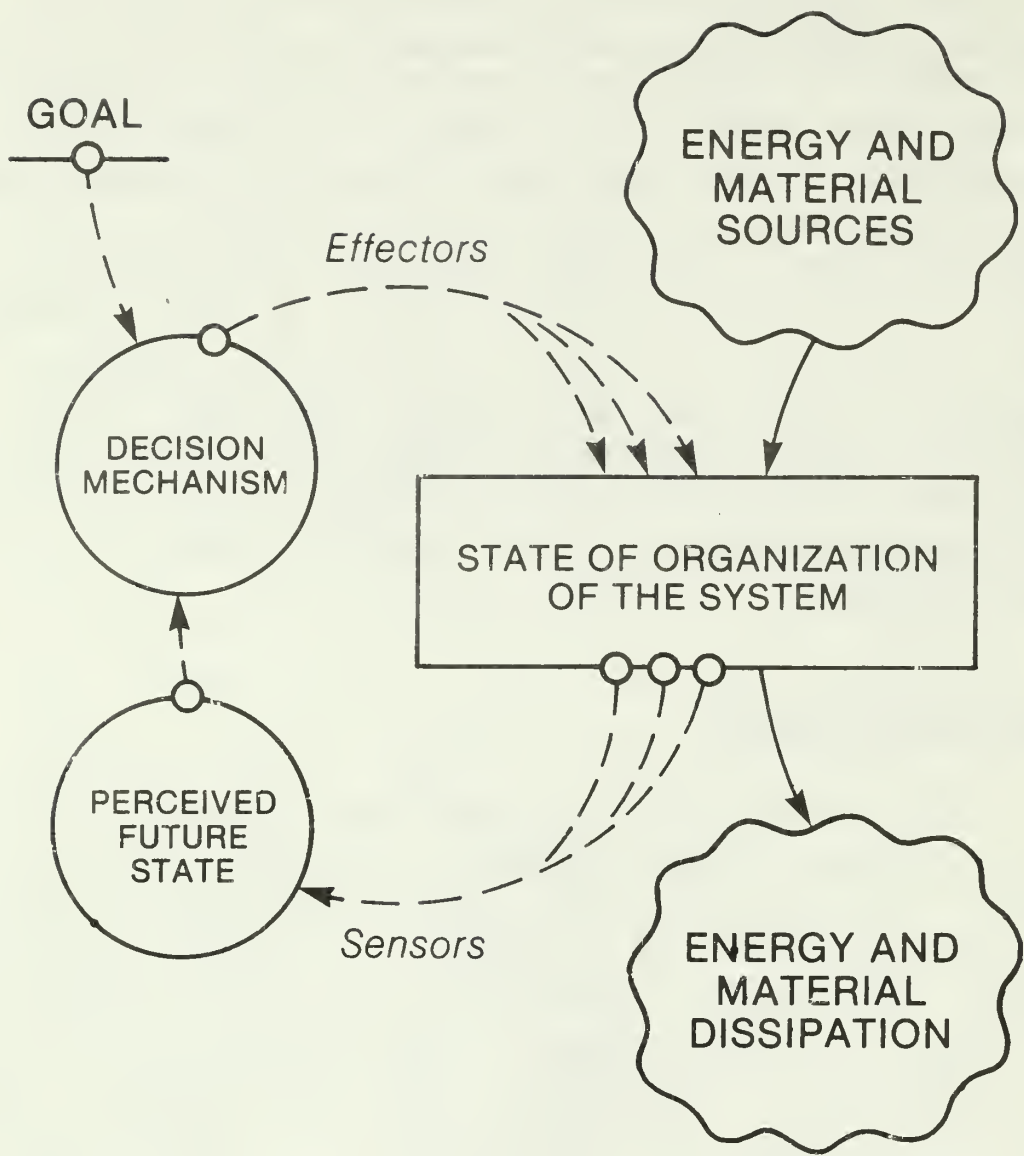 GOAL
Effectors
ENERGY AND
MATERIAL
SOURCES
DECISION
MECHANISM
STATE OF ORGANIZATION
OF THE SYSTEM
PERCEIVED
FUTURE
STATE
Sensors
ENERGY AND
MATERIAL
DISSIPATION